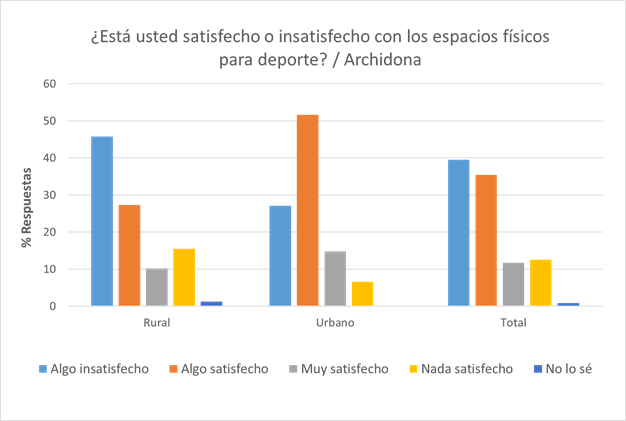 ¿Está usted satisfecho o insatisfecho con los espacios físicos
para deporte? / Archidona
60
50
40
30
20
10
0
% Respuestas
Rural
Urbano
Total
Algo insatisfecho
Algo satisfecho
Muy satisfecho
Nada satisfecho
No lo sé